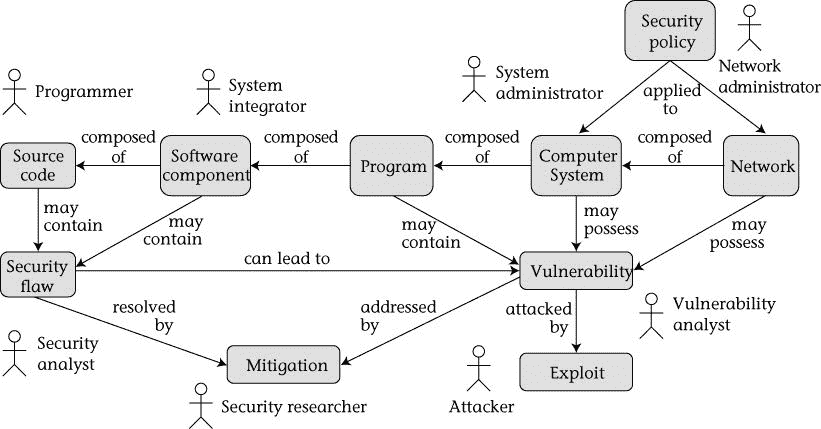 Security
policy
Network
administrator
System
administrator
System
integrator
Programmer
applied
to
composed
of
composed
of
composed
of
composed
of
Source
code
Software
component
Program
Computer
System
Network
may
contain
may
contain
may
contain
may
possess
may
possess
Security
flaw
can lead to
Vulnerability
resolved
by
addressed
by
attacked
by
Vulnerability
analyst
Security
analyst
Mitigation
Exploit
Security researcher
Attacker